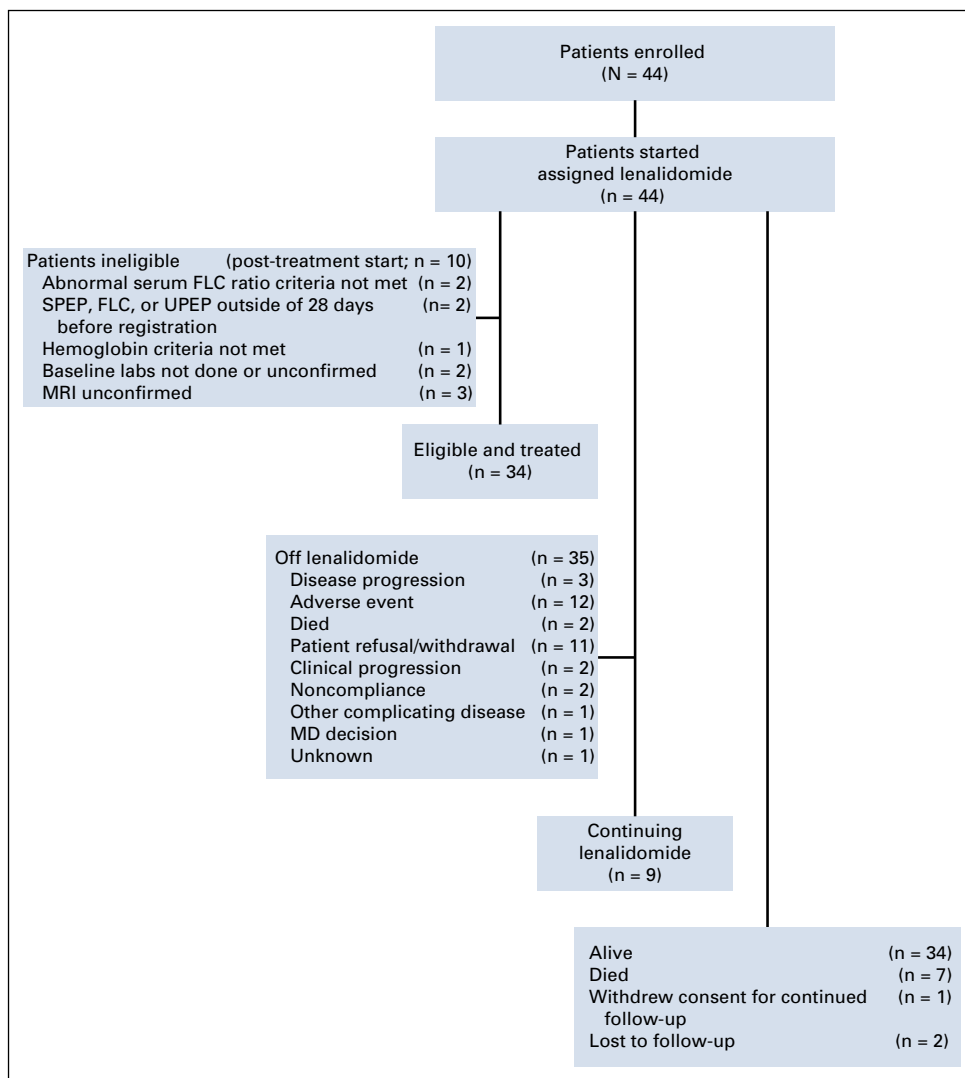 Patients enrolled
(N = 44)
Patients started
assigned lenalidomide
(n = 44)
Patients ineligible (post-treatment start; n = 10)
Abnormal serum FLC ratio criteria not met (n = 2)
SPEP, FLC, or UPEP outside of 28 days (n= 2)
before registration
Hemoglobin criteria not met (n = 1)
Baseline labs not done or unconfirmed (n = 2)
MRI unconfirmed (n = 3)
Eligible and treated
(n = 34)
Off lenalidomide (n = 35)
Disease progression (n = 3)
Adverse event (n = 12)
Died (n = 2)
Patient refusal/withdrawal (n = 11)
Clinical progression (n = 2)
Noncompliance (n = 2)
Other complicating disease (n = 1)
MD decision (n = 1)
Unknown (n = 1)
Continuing
lenalidomide
(n = 9)
Alive (n = 34)
Died (n = 7)
Withdrew consent for continued (n = 1)
follow-up
Lost to follow-up (n = 2)